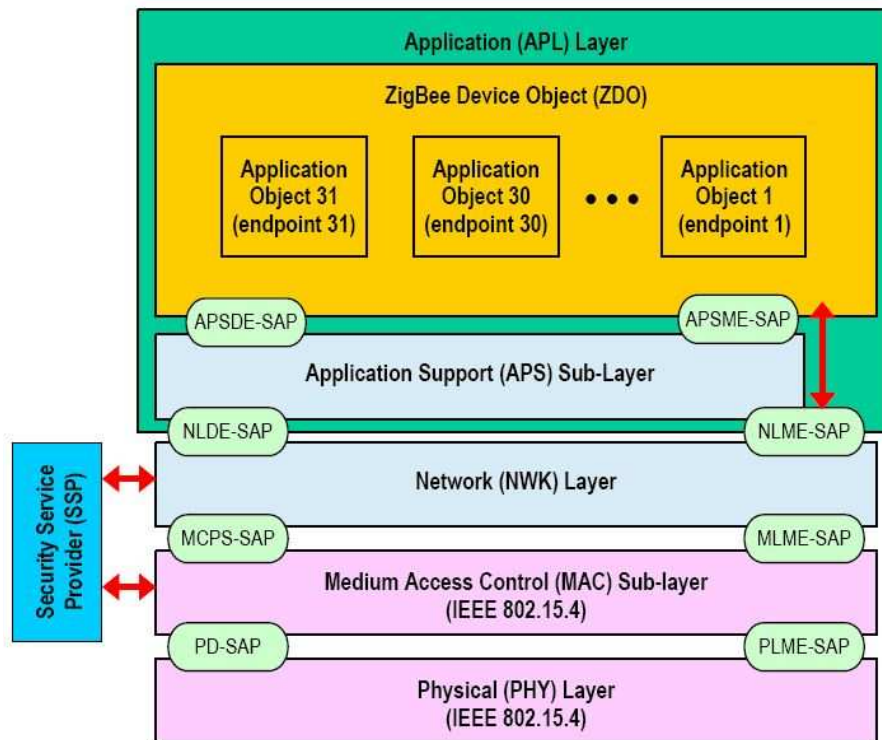 Application (APL) Layer
ZigBee Device Object (ZDO)
Application
Object 31
(endpoint 31)
Application
Object 30
(endpoint 30)
Application
Object 1
(endpoint 1)
APSDE-SAP
APSME-SAP
Application Support (APS) Sub-Layer
NLDE-SAP
NLME-SAP
Security Service
Provider (SSP)
Network (NWK) Layer
MCPS-SAP
MLME-SAP
Medium Access Control (MAC) Sub-layer
(IEEE 802.15.4)
PD-SAP
PLME-SAP
Physical (PHY) Layer
(IEEE 802.15.4)